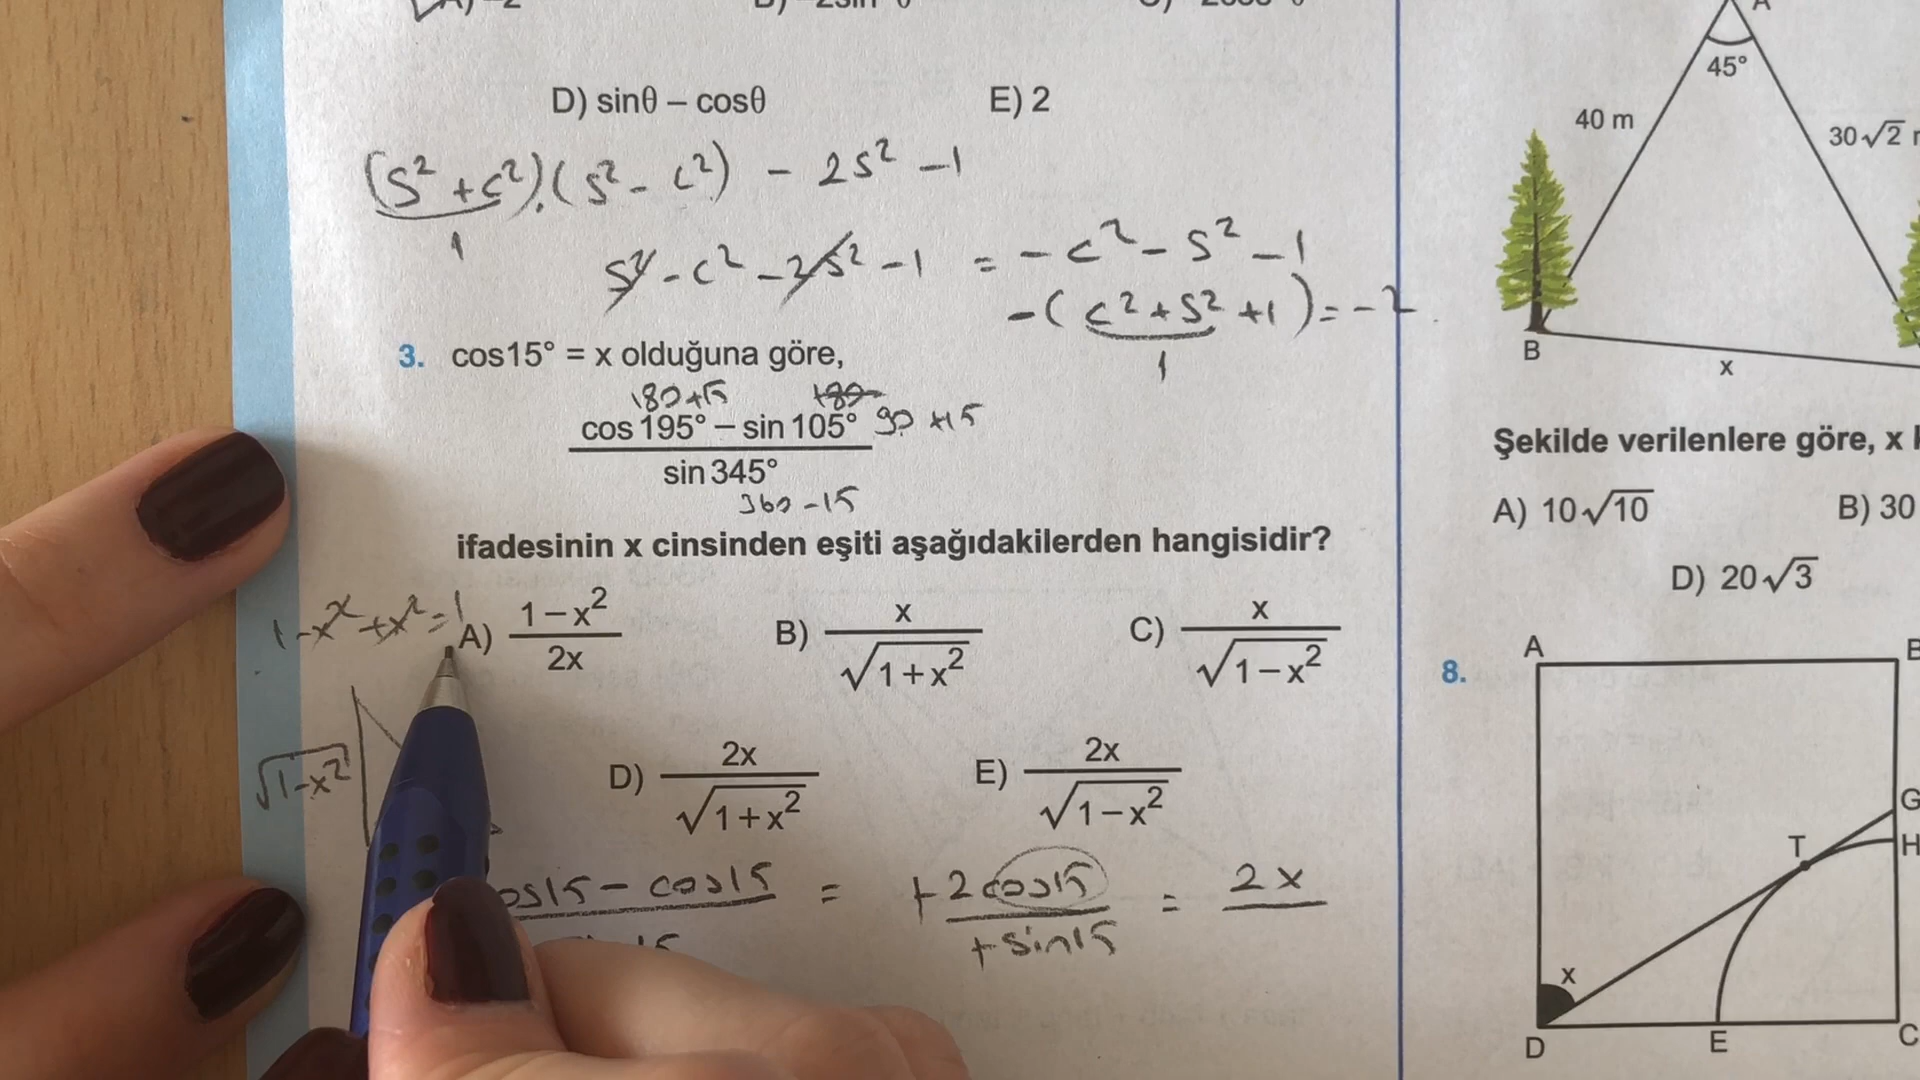 D) sinθ – cosθ E) 2
(S² + c²).(s² - c²) - 2s² - 1
1
s² - c² - 2s² - 1 = - c² - s² - 1
-( c² + s² + 1 ) = -2
1
3. cos15° = x olduğuna göre,
180+15 180
cos 195° – sin 105° 90 +15
sin 345°
360 - 15
ifadesinin x cinsinden eşiti aşağıdakilerden hangisidir?
1 - x² + x² = 1
A) 1 – x² / 2x B) x / √1 + x² C) x / √1 – x²
√1-x²
D) 2x / √1 + x² E) 2x / √1 – x²
os15 - cos15 = +2cos15 / +sin15 = 2x
A
45°
40 m
30√2
B
x
Şekilde verilenlere göre, x
A) 10√10 B) 30
D) 20√3
8.
A
G
T H
x
D E C